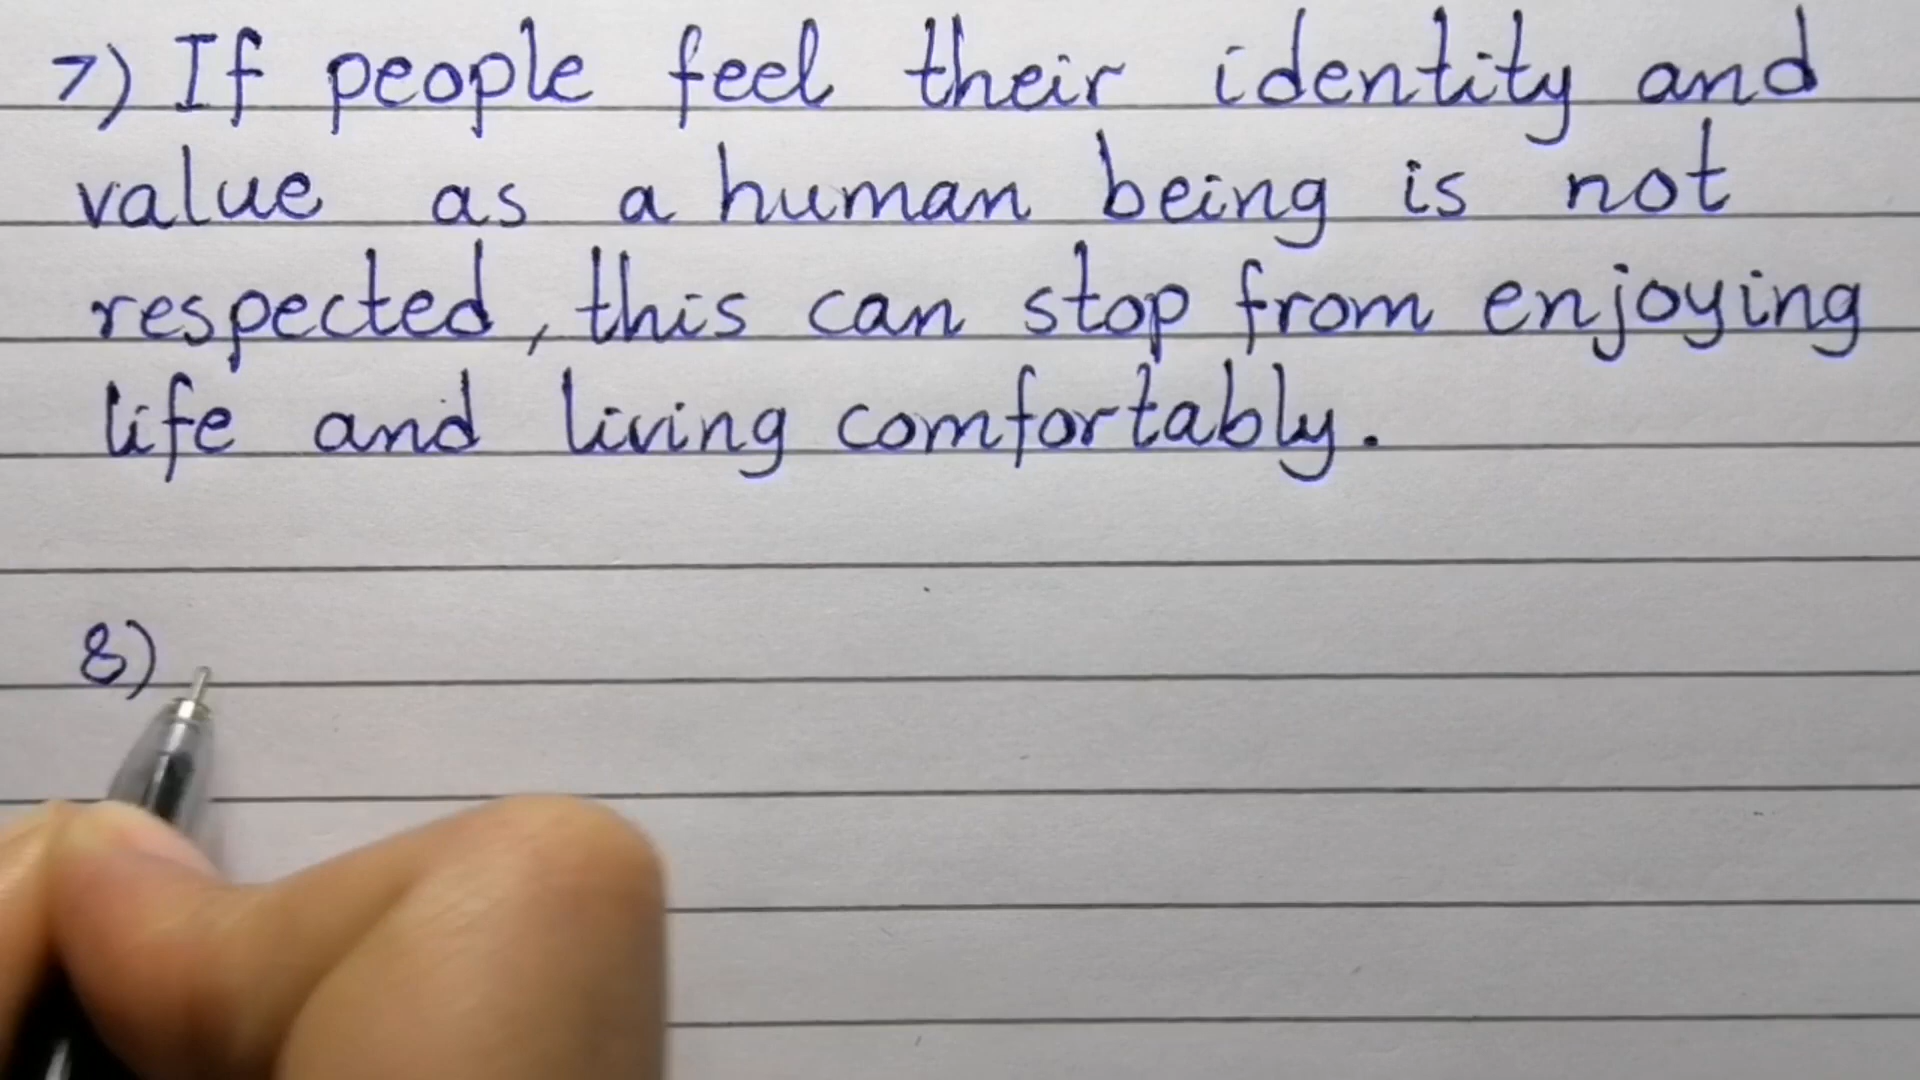 7) If people feel their identity and
value as a human being is not
respected, this can stop from enjoying
life and living comfortably.
8)